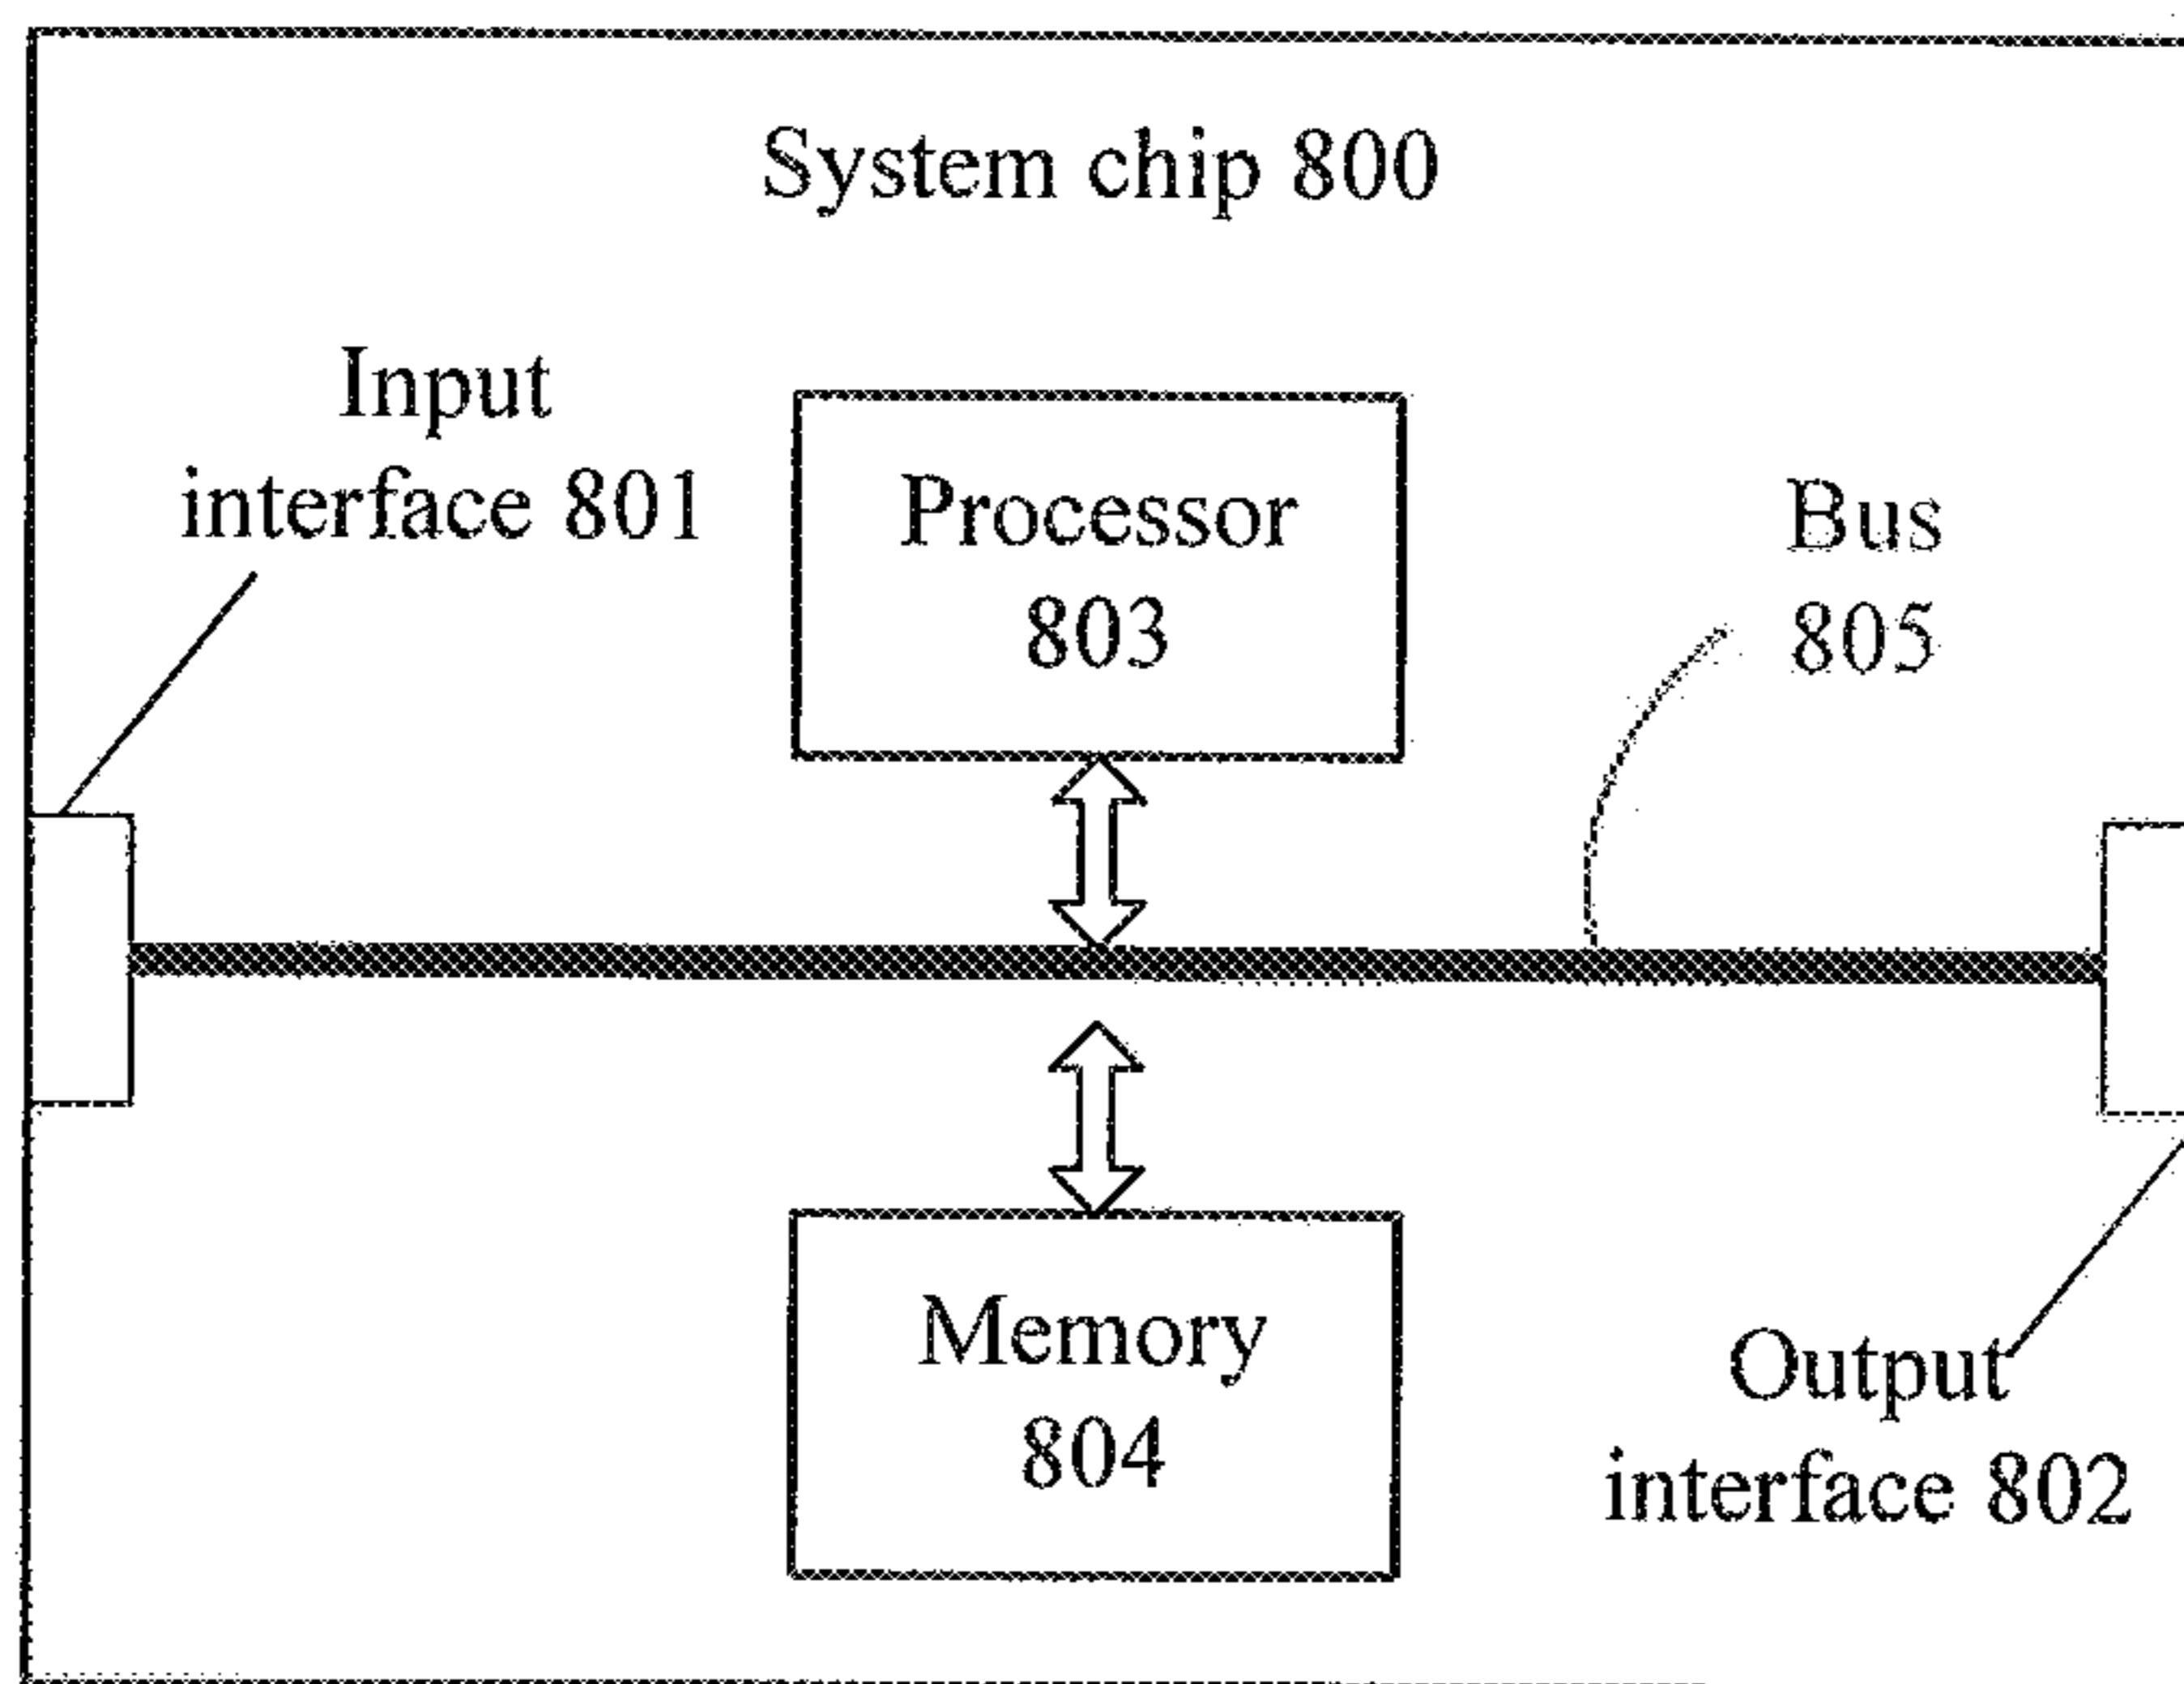 System chip 800
Input
interface 801
Processor
803
Bus
805
Memory
804
Output
interface 802